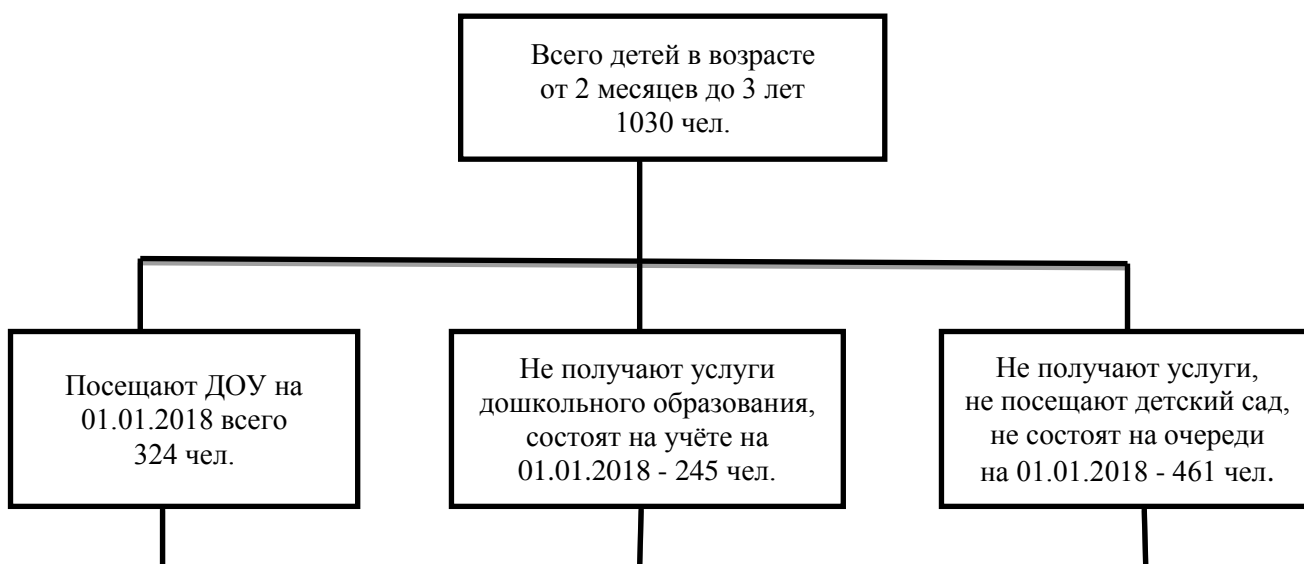 Всего детей в возрасте
от 2 месяцев до 3 лет
1030 чел.
Посещают ДОУ на
01.01.2018 всего
324 чел.
Не получают услуги
дошкольного образования,
состоят на учёте на
01.01.2018 - 245 чел.
Не получают услуги,
не посещают детский сад,
не состоят на очереди
на 01.01.2018 - 461 чел.